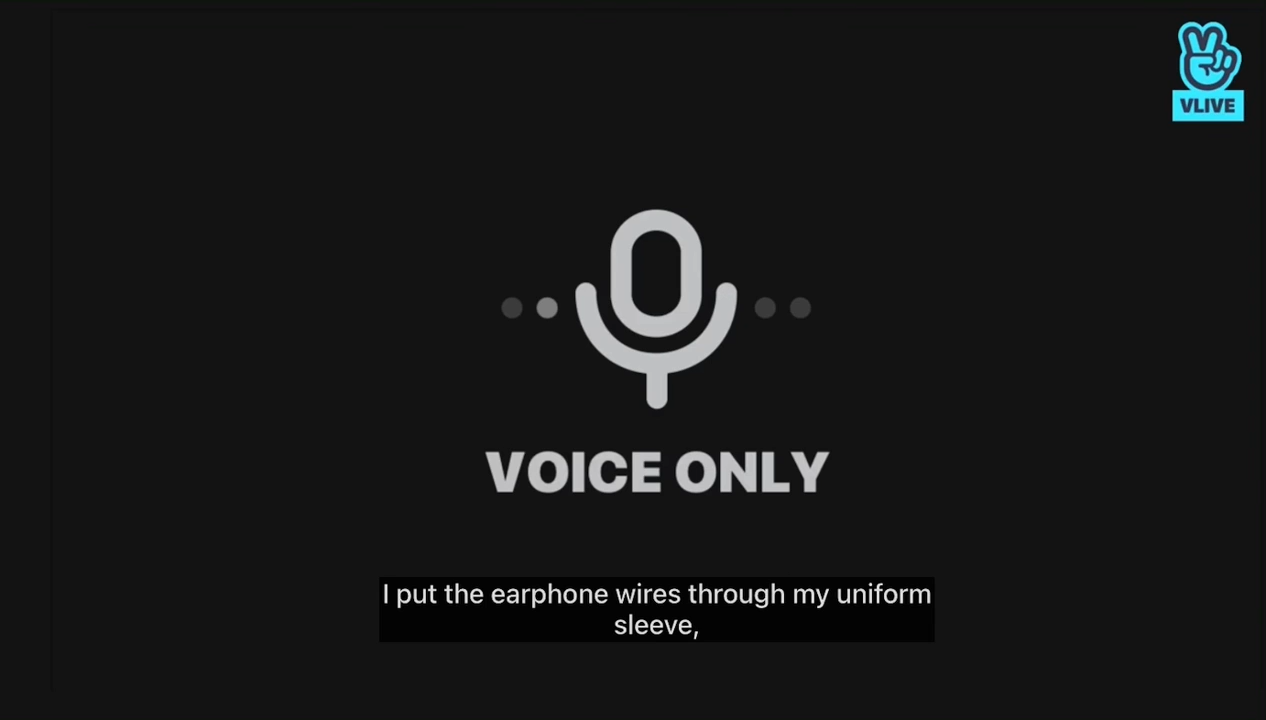 VLIVE
VOICE ONLY
I put the earphone wires through my uniform
sleeve,